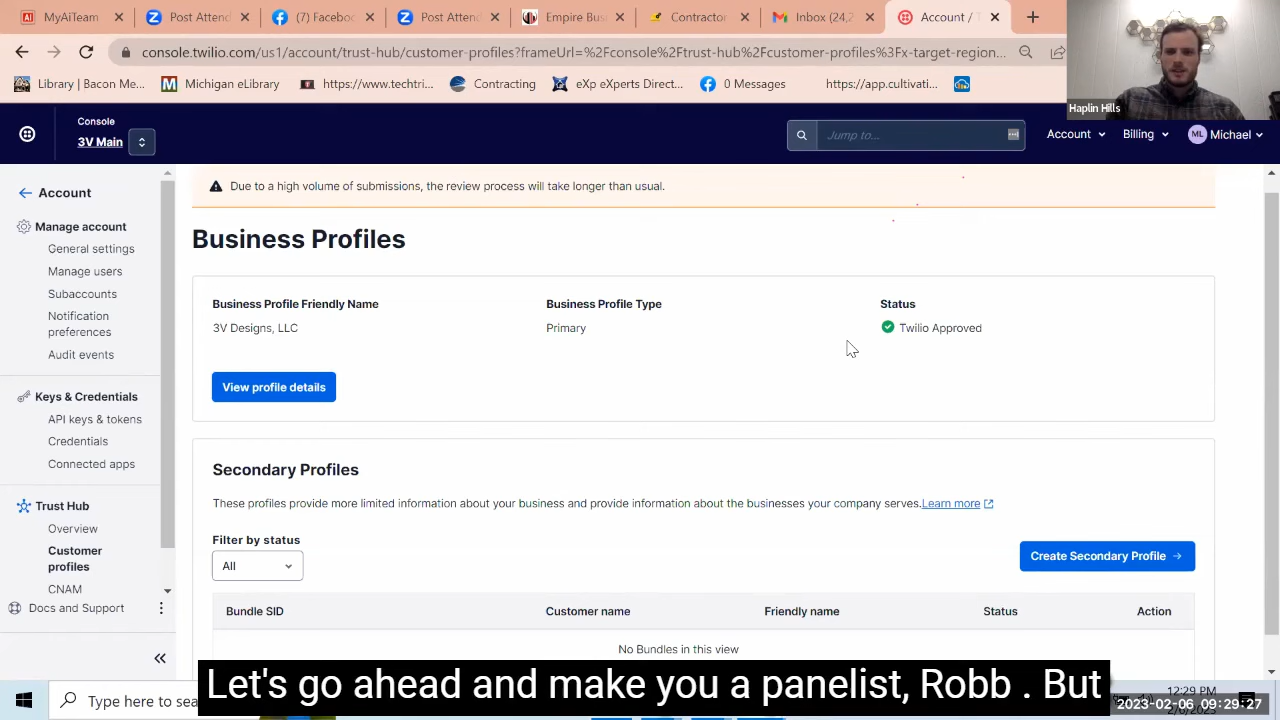 MyAiTeam
Post Attend
(7) Facebo
Post Atte
Empire Bus
Contractor
Inbox (24,2
Account / T
console.twilio.com/us1/account/trust-hub/customer-profiles?frameUrl=%2Fconsole%2Ftrust-hub%2Fcustomer-profiles%3Fx-target-region...
Library | Bacon Me...
Michigan eLibrary
https://www.techtri...
Contracting
eXp eXperts Direct...
0 Messages
https://app.cultivati...
Haplin Hills
Console
3V Main
Jump to...
Account
Billing
ML Michael
Account
Manage account
General settings
Manage users
Subaccounts
Notification
preferences
Audit events
Keys & Credentials
API keys & tokens
Credentials
Connected apps
Trust Hub
Overview
Customer
profiles
CNAM
Docs and Support
Due to a high volume of submissions, the review process will take longer than usual.
Business Profiles
Business Profile Friendly Name
Business Profile Type
Status
3V Designs, LLC
Primary
Twilio Approved
View profile details
Secondary Profiles
These profiles provide more limited information about your business and provide information about the businesses your company serves.Learn more
Filter by status
All
Create Secondary Profile →
Bundle SID
Customer name
Friendly name
Status
Action
No Bundles in this view
Let's go ahead and make you a panelist, Robb . But
Type here to sea
12:29 PM
2023-02-06 09:29:27